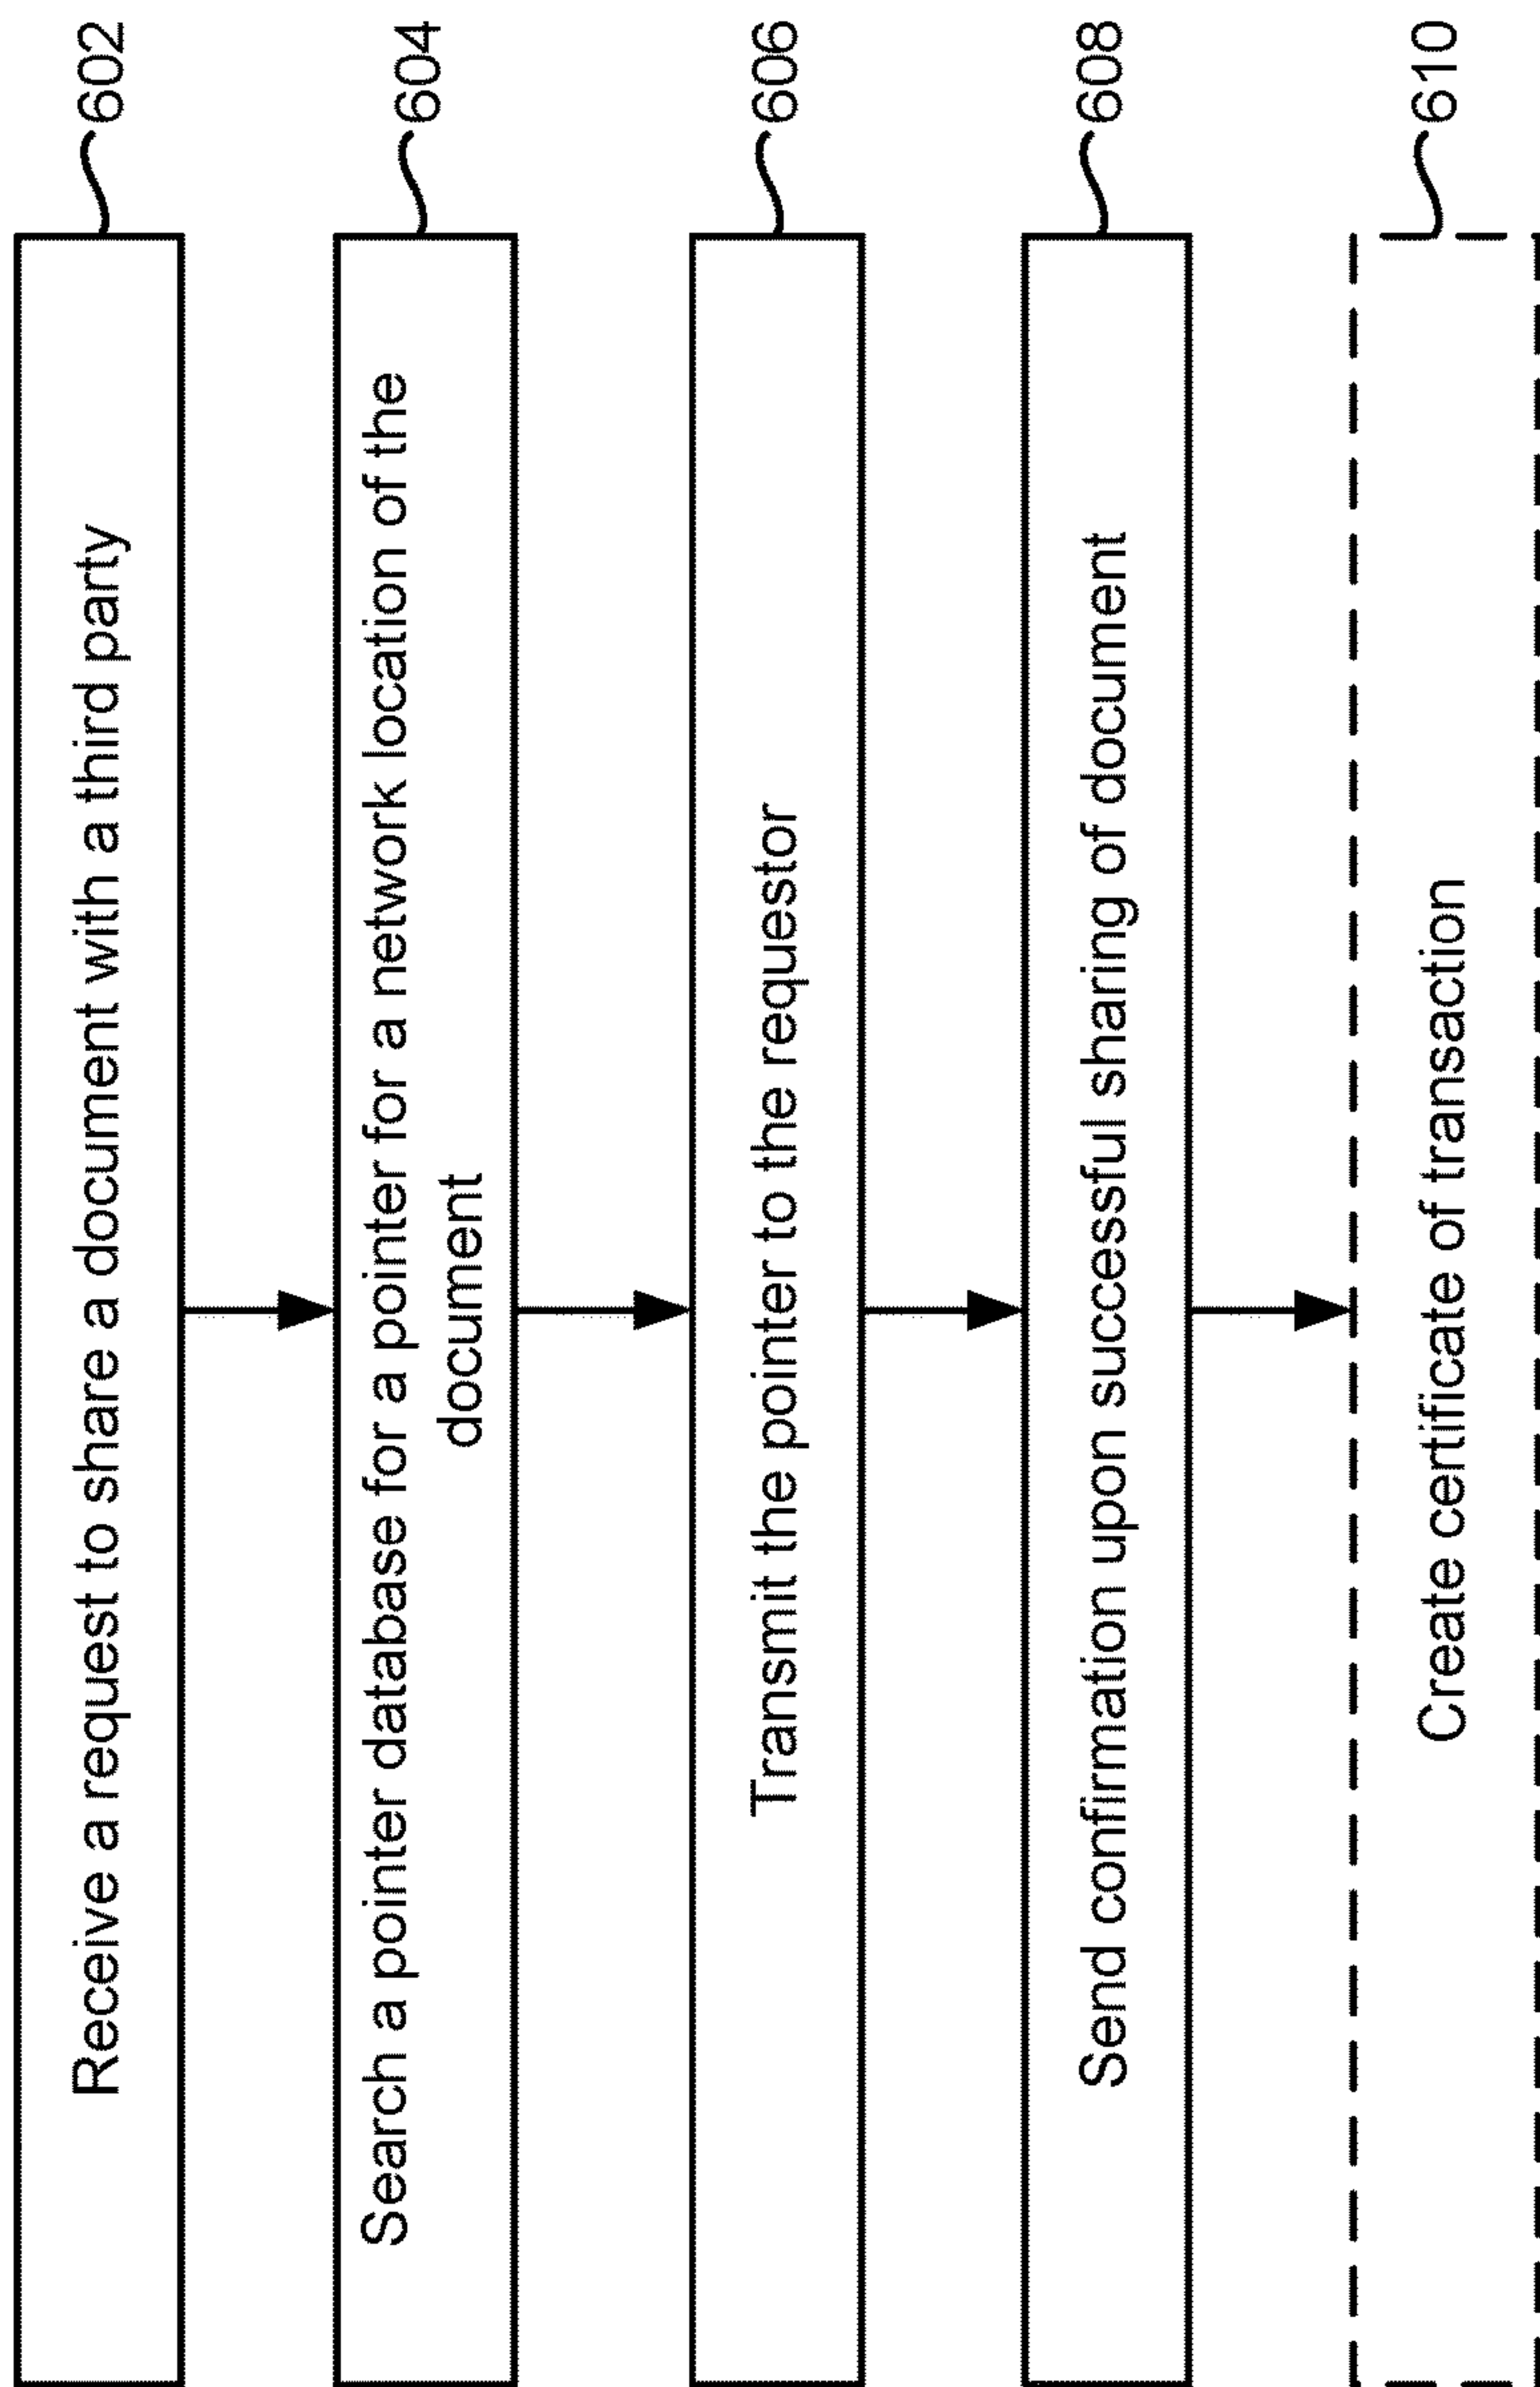 602
Receive a request to share a document with a third party
604
Search a pointer database for a pointer for a network location of the
document
606
Transmit the pointer to the requestor
608
Send confirmation upon successful sharing of document
610
Create certificate of transaction